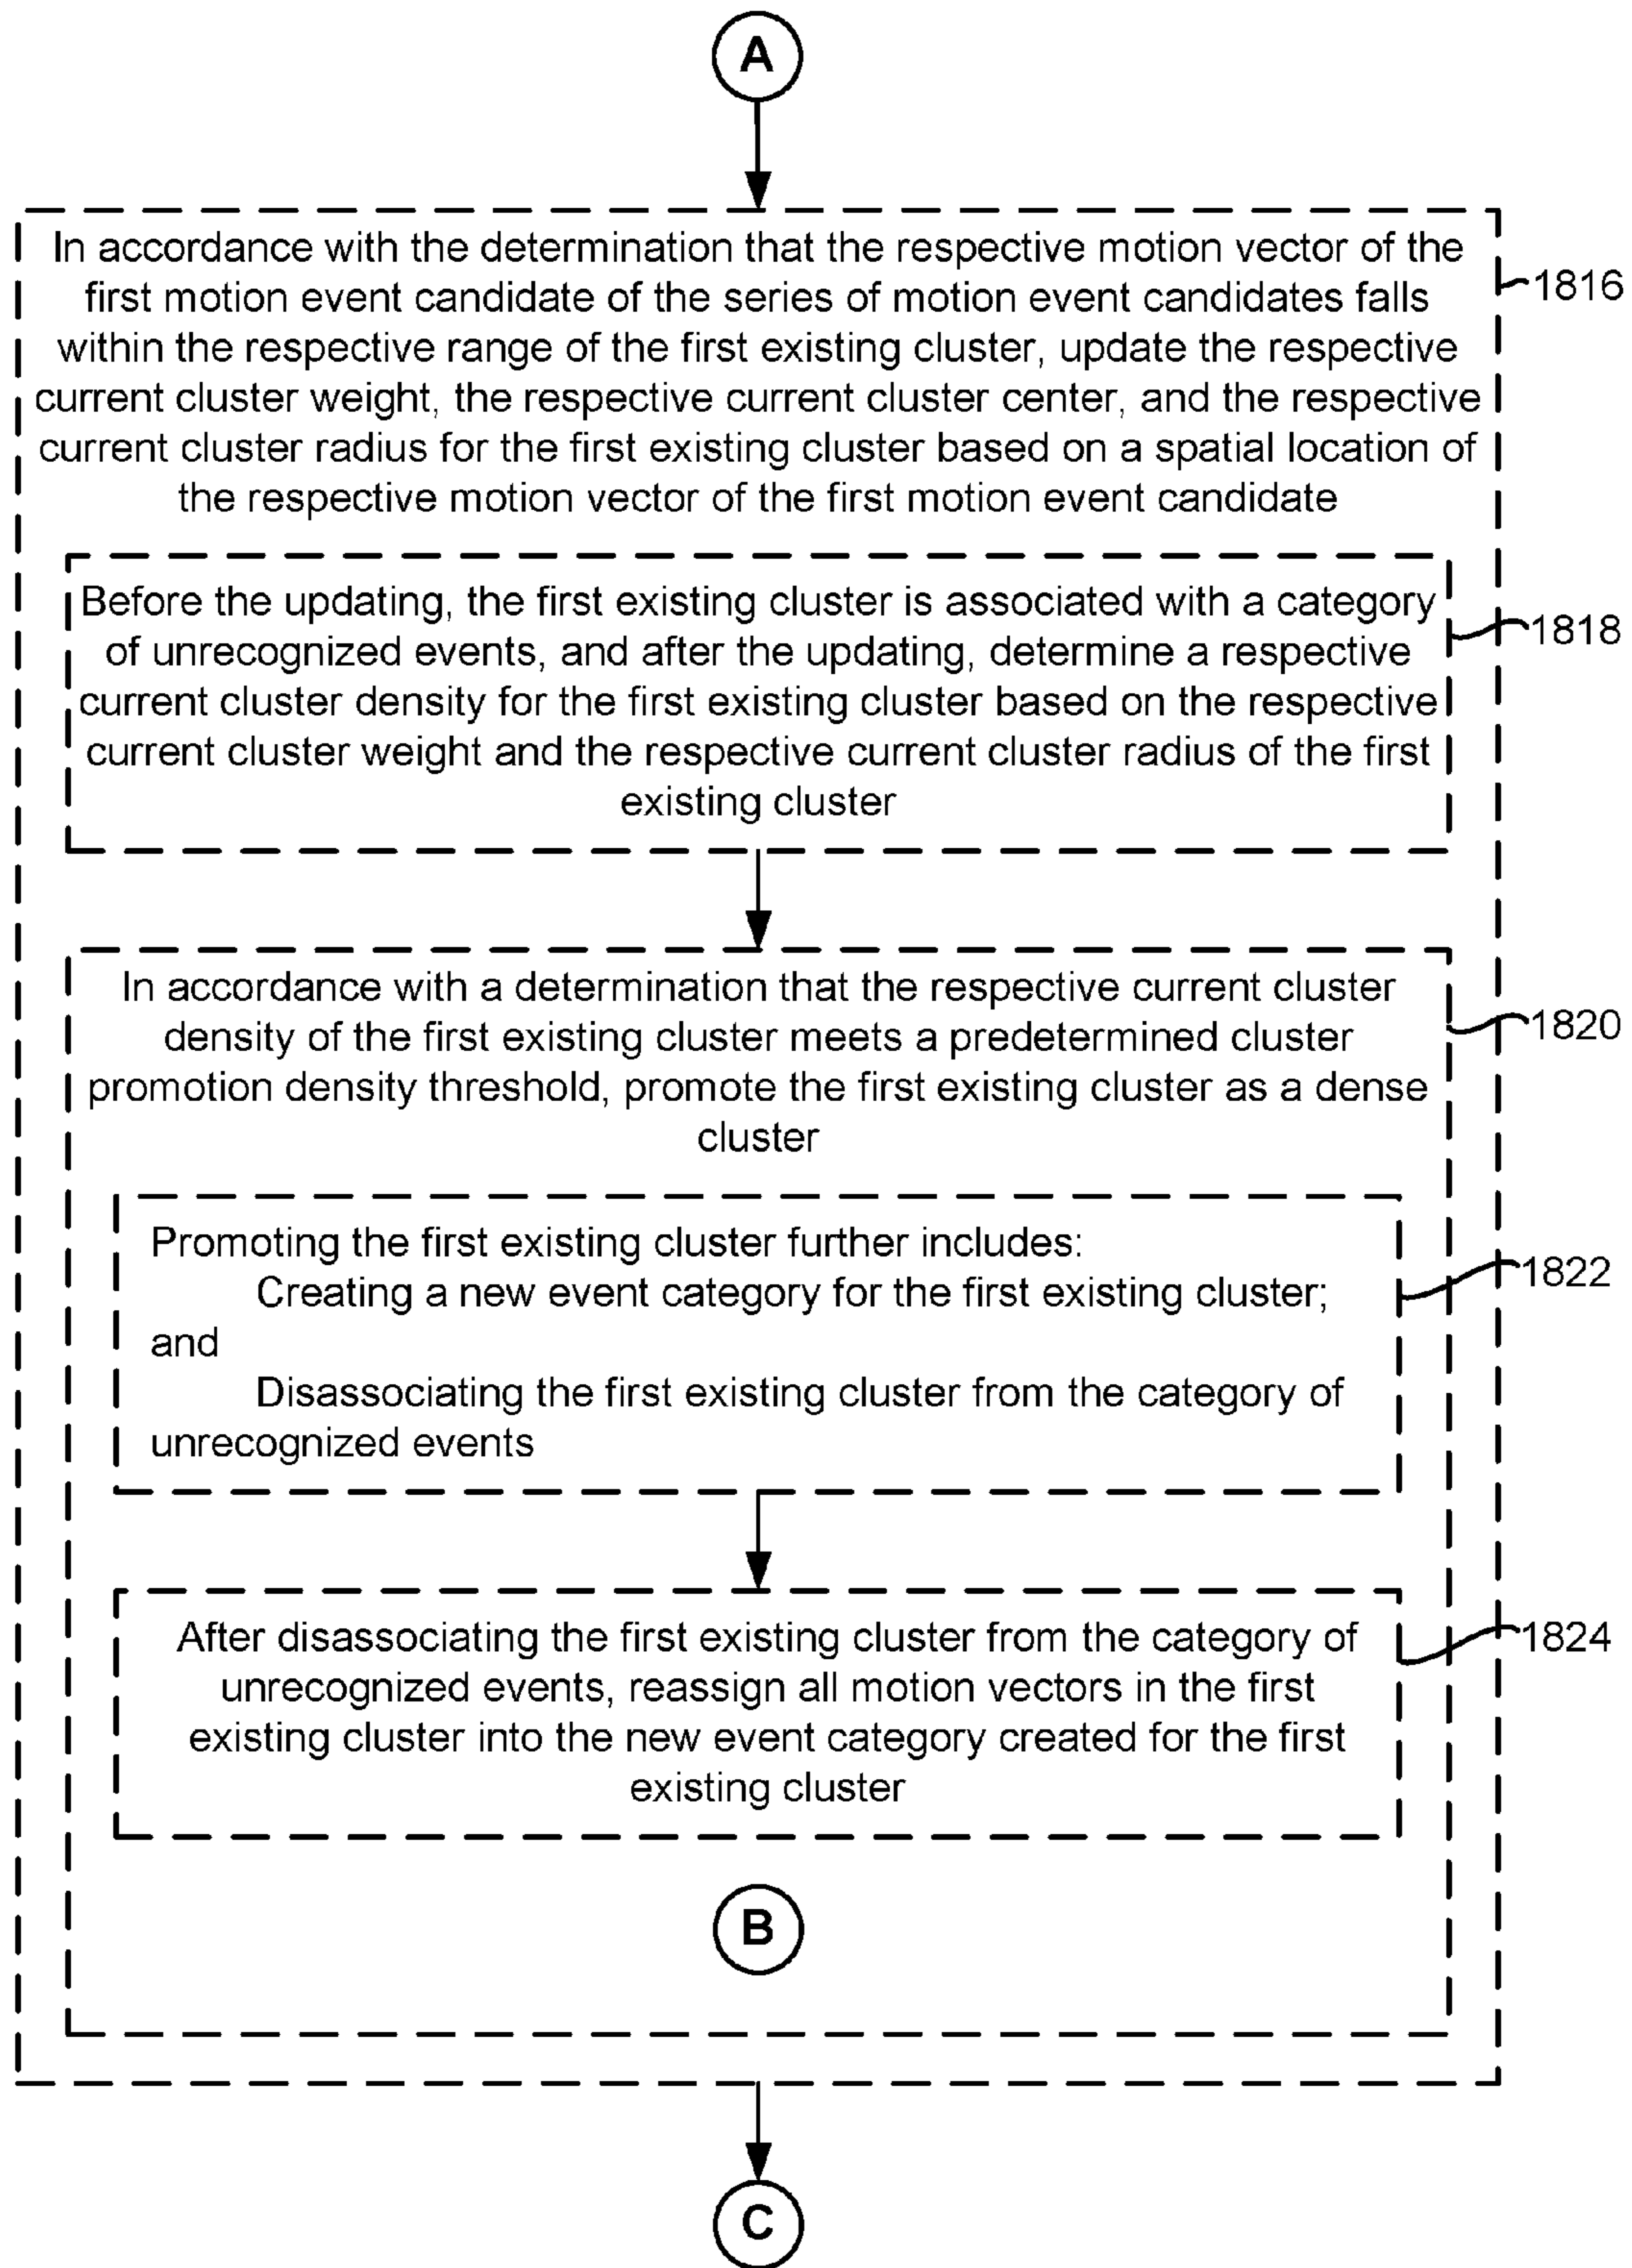 A
In accordance with the determination that the respective motion vector of the
first motion event candidate of the series of motion event candidates falls
within the respective range of the first existing cluster, update the respective
current cluster weight, the respective current cluster center, and the respective
current cluster radius for the first existing cluster based on a spatial location of
the respective motion vector of the first motion event candidate
1816
Before the updating, the first existing cluster is associated with a category
of unrecognized events, and after the updating, determine a respective
current cluster density for the first existing cluster based on the respective
current cluster weight and the respective current cluster radius of the first
existing cluster
1818
In accordance with a determination that the respective current cluster
density of the first existing cluster meets a predetermined cluster
promotion density threshold, promote the first existing cluster as a dense
cluster
1820
Promoting the first existing cluster further includes:
Creating a new event category for the first existing cluster;
and
Disassociating the first existing cluster from the category of
unrecognized events
1822
After disassociating the first existing cluster from the category of
unrecognized events, reassign all motion vectors in the first
existing cluster into the new event category created for the first
existing cluster
1824
B
C